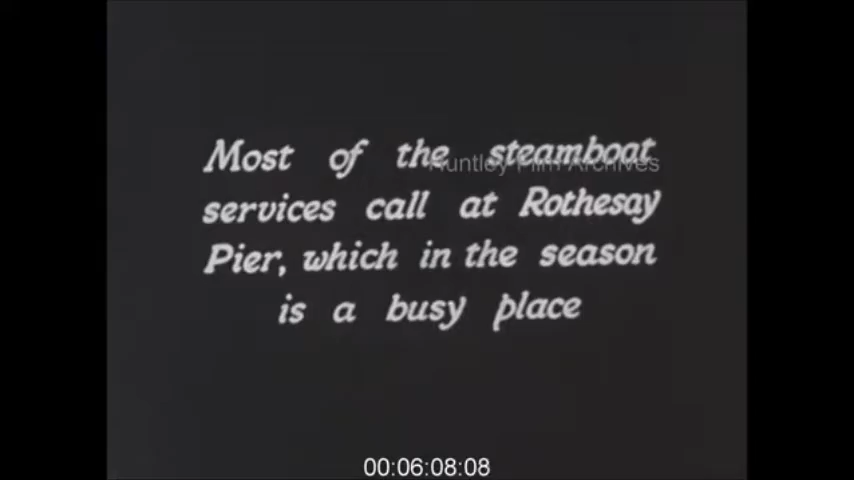 Most of the steamboat
Huntley Film Archives
services call at Rothesay
Pier, which in the season
is a busy place
00:06:08:08